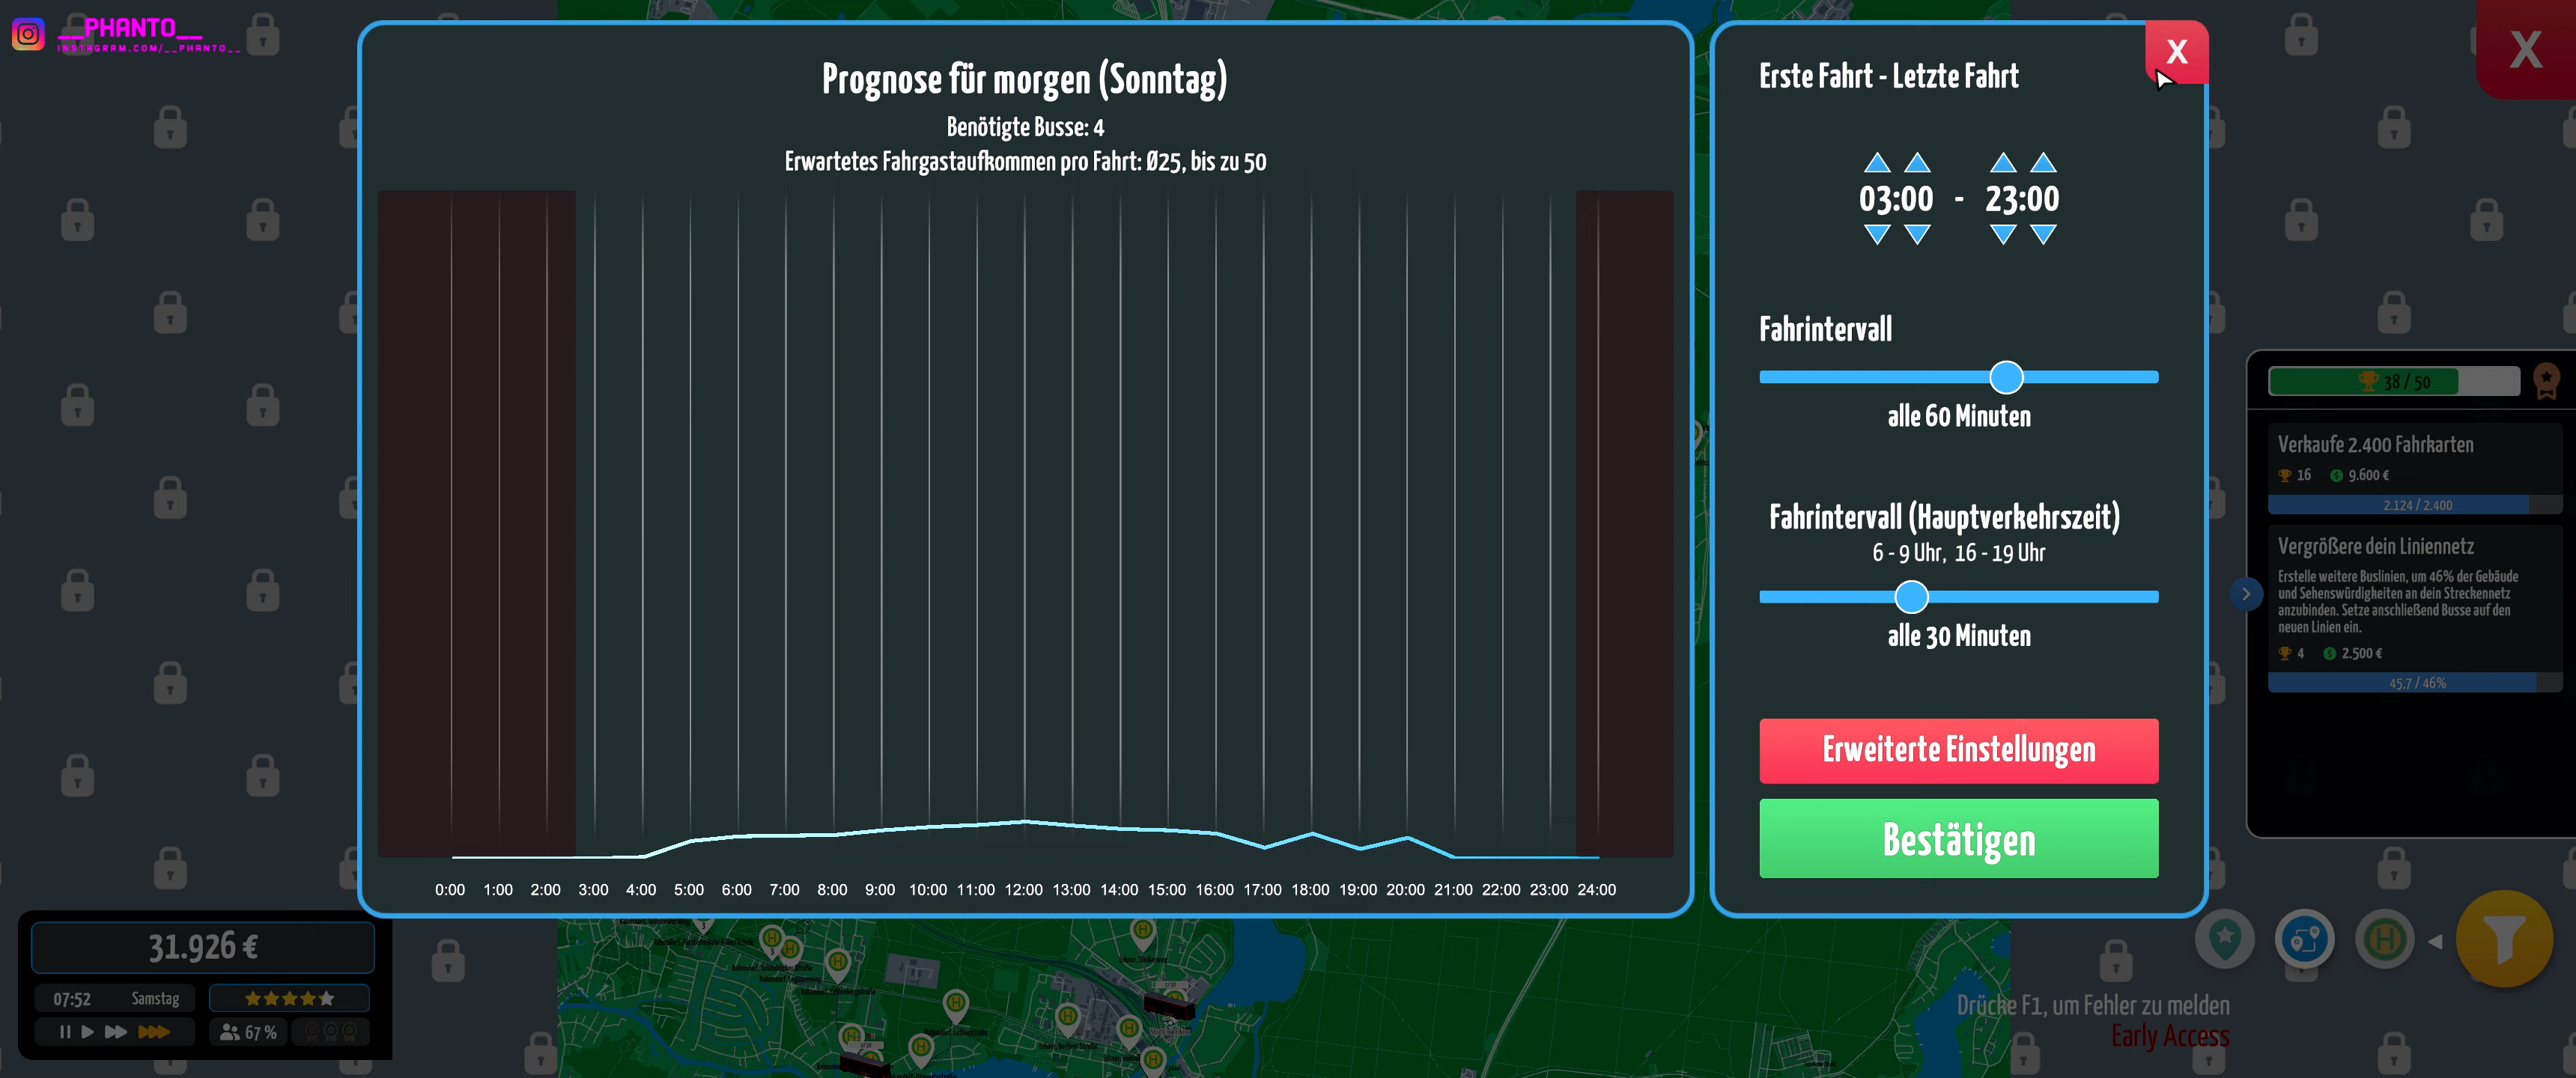 __PHANTO__
INSTAGRAM.COM/__PHANTO__
Prognose für morgen (Sonntag)
Benötigte Busse: 4
Erwartetes Fahrgastaufkommen pro Fahrt: Ø25, bis zu 50
0:00 1:00 2:00 3:00 4:00 5:00 6:00 7:00 8:00 9:00 10:00 11:00 12:00 13:00 14:00 15:00 16:00 17:00 18:00 19:00 20:00 21:00 22:00 23:00 24:00
Erste Fahrt - Letzte Fahrt
X
03:00 - 23:00
Fahrintervall
alle 60 Minuten
Fahrintervall (Hauptverkehrszeit)
6 - 9 Uhr, 16 - 19 Uhr
alle 30 Minuten
Erweiterte Einstellungen
Bestätigen
X
38 / 50
Verkaufe 2.400 Fahrkarten
16 9.600 €
2.124 / 2.400
Vergrößere dein Liniennetz
Erstelle weitere Buslinien, um 46% der Gebäude
und Sehenswürdigkeiten an dein Streckennetz
anzubinden. Setze anschließend Busse auf den
neuen Linien ein.
4 2.500 €
45,7 / 46%
31.926 €
07:52 Samstag
67 %
H
Drücke F1, um Fehler zu melden
Early Access